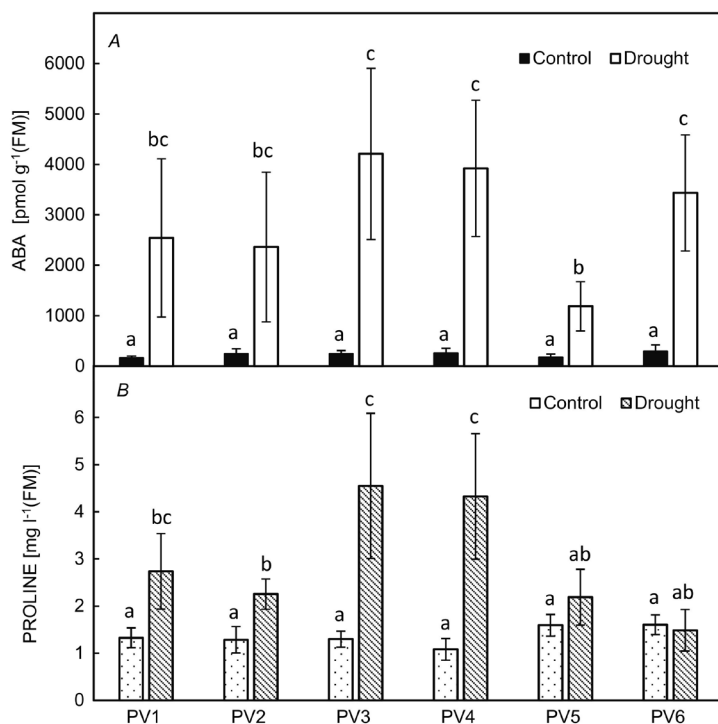 A
Control Drought
ABA [pmol g⁻¹(FM)]
6000
5000
4000
3000
2000
1000
0
bc
bc
c
c
b
c
a
a
a
a
a
a
B
Control Drought
PROLINE [mg l⁻¹(FM)]
6
5
4
3
2
1
0
c
c
bc
b
ab
ab
a
a
a
a
a
a
PV1 PV2 PV3 PV4 PV5 PV6